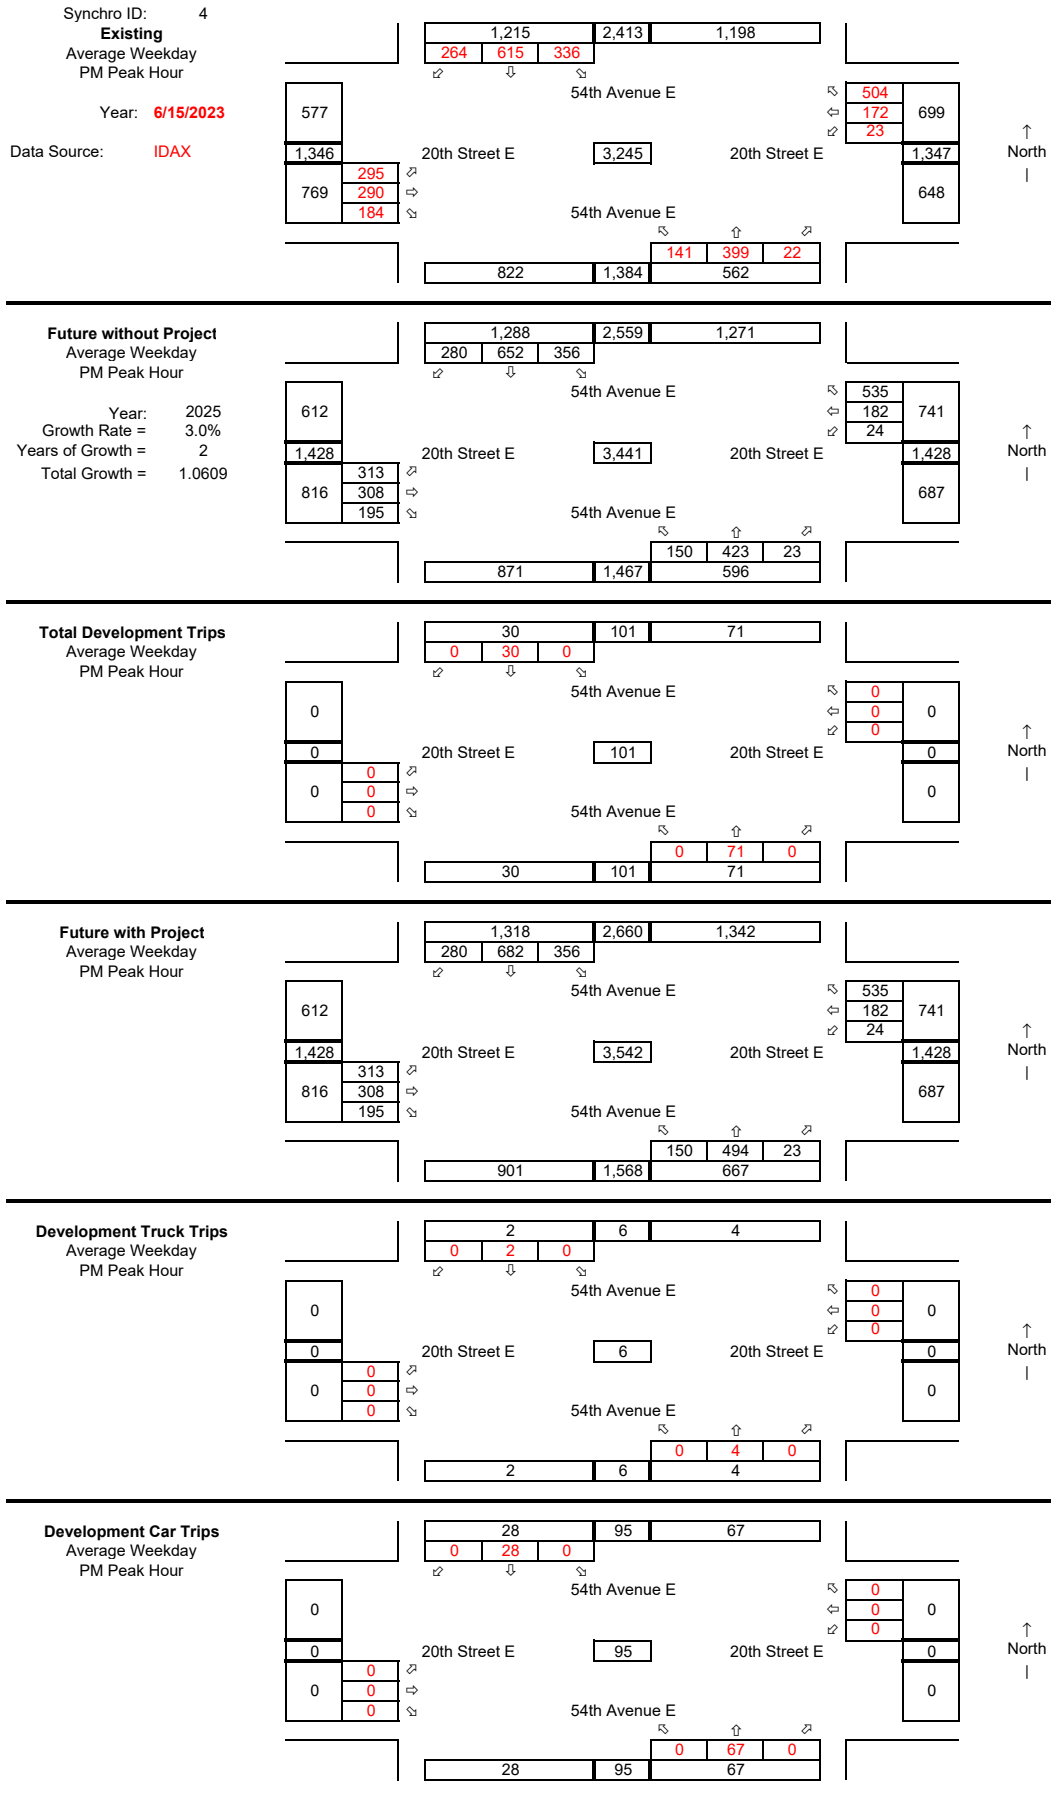 Synchro ID: 4
Existing 1,215 2,413 1,198
Average Weekday 264 615 336
PM Peak Hour ⬃ ⇩ ⬂
54th Avenue E ⬁ 504
Year: 6/15/2023 577 ⇦ 172 699
⬃ 23 ↑
Data Source: IDAX 1,346 20th Street E 3,245 20th Street E 1,347 North
295 ⬀ |
769 290 ⇨ 648
184 ⬂ 54th Avenue E
⬁ ⇧ ⬀
141 399 22
822 1,384 562
Future without Project 1,288 2,559 1,271
Average Weekday 280 652 356
PM Peak Hour ⬃ ⇩ ⬂
54th Avenue E ⬁ 535
Year: 2025 612 ⇦ 182 741
Growth Rate = 3.0% ⬃ 24 ↑
Years of Growth = 2 1,428 20th Street E 3,441 20th Street E 1,428 North
Total Growth = 1.0609 313 ⬀ |
816 308 ⇨ 687
195 ⬂ 54th Avenue E
⬁ ⇧ ⬀
150 423 23
871 1,467 596
Total Development Trips 30 101 71
Average Weekday 0 30 0
PM Peak Hour ⬃ ⇩ ⬂
54th Avenue E ⬁ 0
0 ⇦ 0 0
⬃ 0 ↑
0 20th Street E 101 20th Street E 0 North
0 ⬀ |
0 0 ⇨ 0
0 ⬂ 54th Avenue E
⬁ ⇧ ⬀
0 71 0
30 101 71
Future with Project 1,318 2,660 1,342
Average Weekday 280 682 356
PM Peak Hour ⬃ ⇩ ⬂
54th Avenue E ⬁ 535
612 ⇦ 182 741
⬃ 24 ↑
1,428 20th Street E 3,542 20th Street E 1,428 North
313 ⬀ |
816 308 ⇨ 687
195 ⬂ 54th Avenue E
⬁ ⇧ ⬀
150 494 23
901 1,568 667
Development Truck Trips 2 6 4
Average Weekday 0 2 0
PM Peak Hour ⬃ ⇩ ⬂
54th Avenue E ⬁ 0
0 ⇦ 0 0
⬃ 0 ↑
0 20th Street E 6 20th Street E 0 North
0 ⬀ |
0 0 ⇨ 0
0 ⬂ 54th Avenue E
⬁ ⇧ ⬀
0 4 0
2 6 4
Development Car Trips 28 95 67
Average Weekday 0 28 0
PM Peak Hour ⬃ ⇩ ⬂
54th Avenue E ⬁ 0
0 ⇦ 0 0
⬃ 0 ↑
0 20th Street E 95 20th Street E 0 North
0 ⬀ |
0 0 ⇨ 0
0 ⬂ 54th Avenue E
⬁ ⇧ ⬀
0 67 0
28 95 67